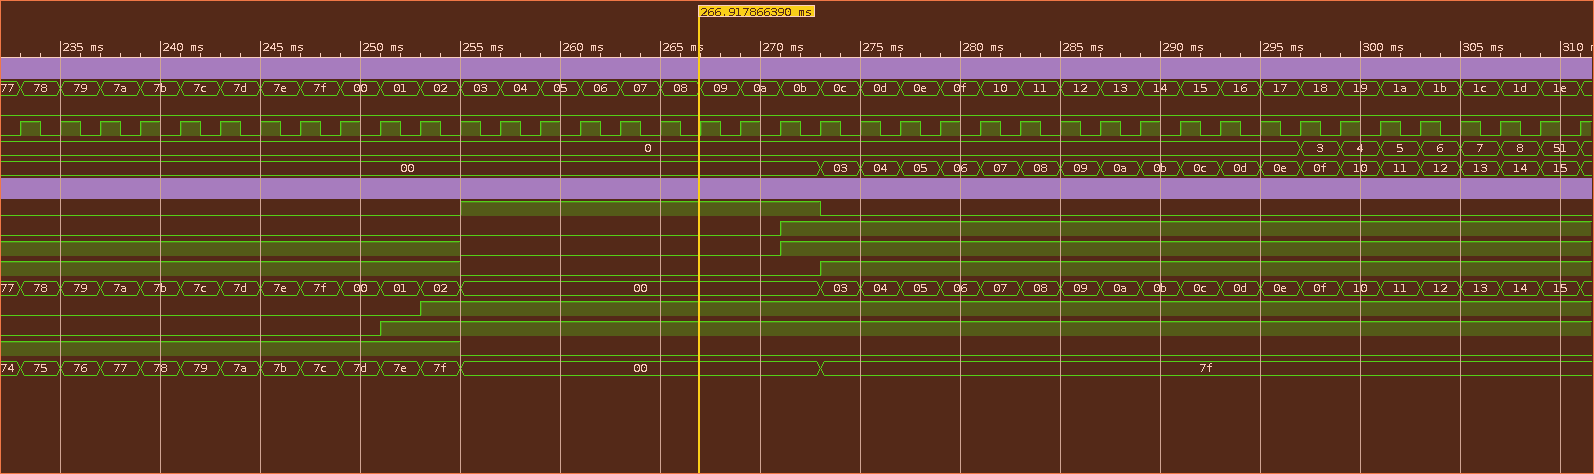 266.917866390 ms
235 ms 240 ms 245 ms 250 ms 255 ms 260 ms 265 ms 270 ms 275 ms 280 ms 285 ms 290 ms 295 ms 300 ms 305 ms 310
77 78 79 7a 7b 7c 7d 7e 7f 00 01 02 03 04 05 06 07 08 09 0a 0b 0c 0d 0e 0f 10 11 12 13 14 15 16 17 18 19 1a 1b 1c 1d 1e
0 3 4 5 6 7 8 51
00 03 04 05 06 07 08 09 0a 0b 0c 0d 0e 0f 10 11 12 13 14 15
77 78 79 7a 7b 7c 7d 7e 7f 00 01 02 00 03 04 05 06 07 08 09 0a 0b 0c 0d 0e 0f 10 11 12 13 14 15
74 75 76 77 78 79 7a 7b 7c 7d 7e 7f 00 7f